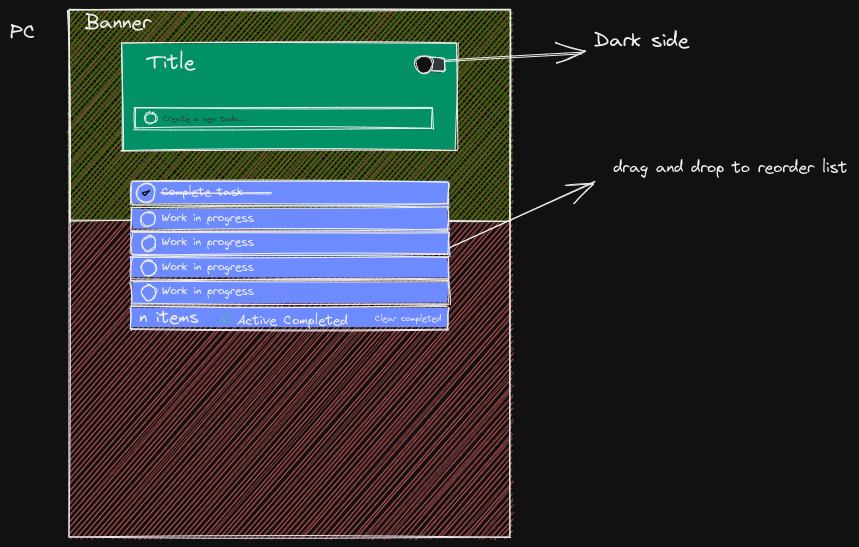 PC
Banner
Title
Dark side
Create a new todo...
drag and drop to reorder list
Complete task
Work in progress
Work in progress
Work in progress
Work in progress
n items All Active Completed Clear completed